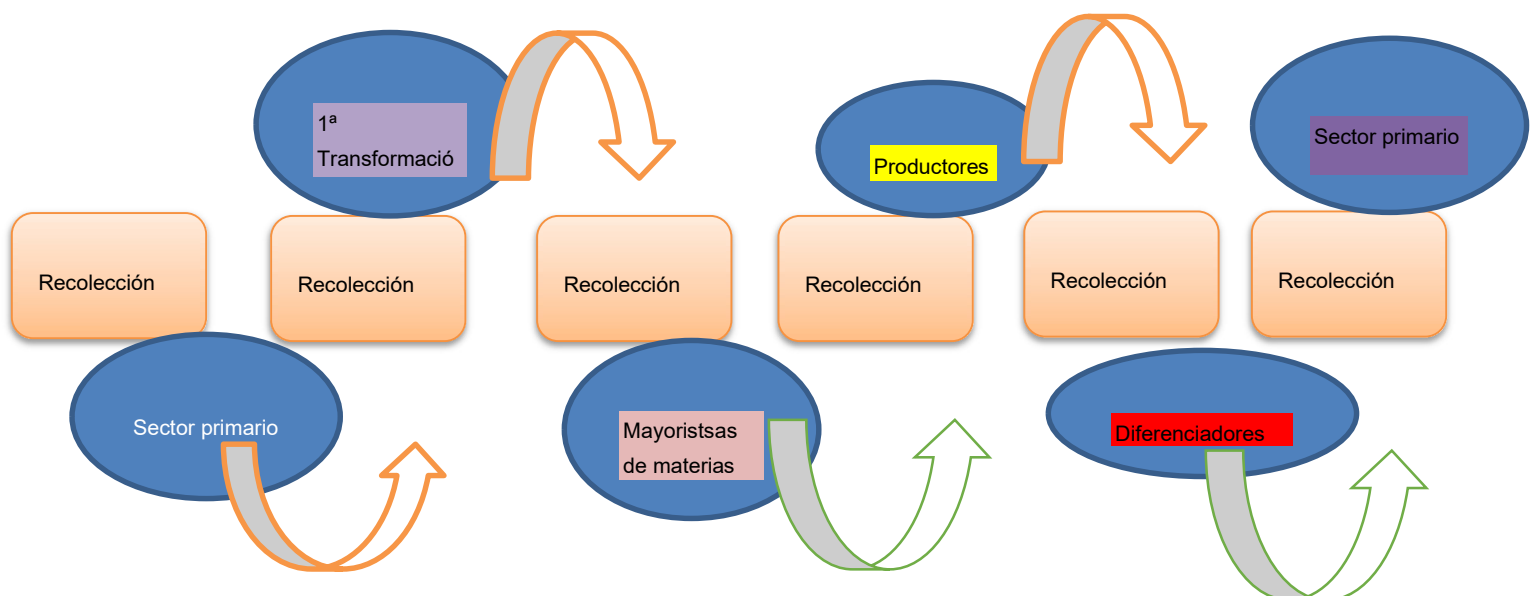 1ª
Transformació
Productores
Sector primario
Recolección
Recolección
Recolección
Recolección
Recolección
Recolección
Sector primario
Mayoristsas
de materias
Diferenciadores